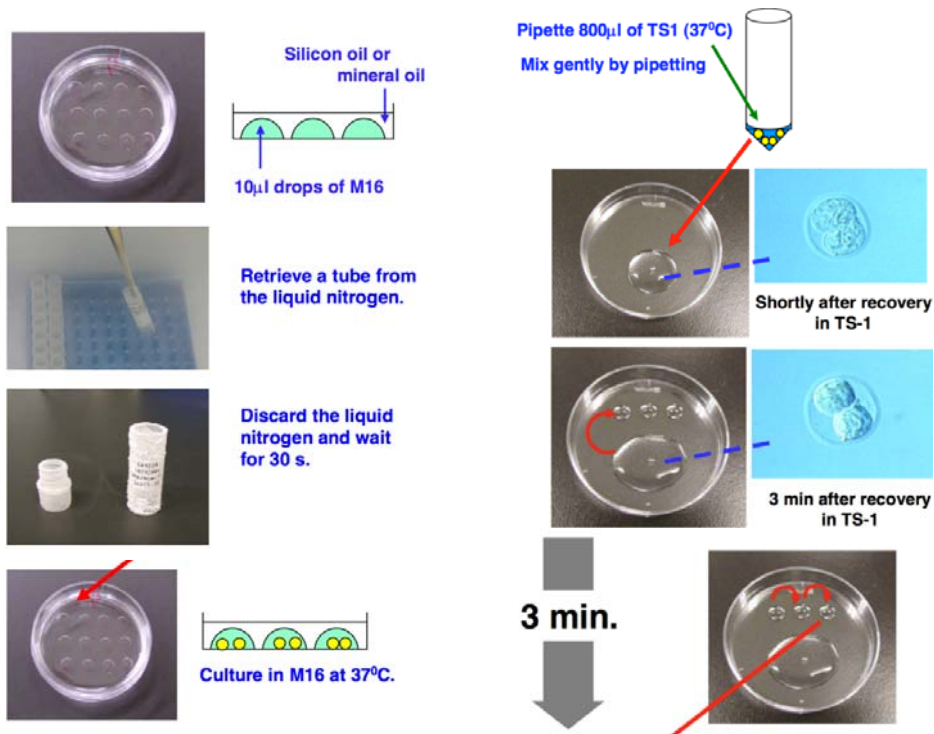 Silicon oil or
mineral oil
10μl drops of M16
Retrieve a tube from
the liquid nitrogen.
Discard the liquid
nitrogen and wait
for 30 s.
Culture in M16 at 37⁰C.
Pipette 800μl of TS1 (37⁰C)
Mix gently by pipetting
Shortly after recovery
in TS-1
3 min after recovery
in TS-1
3 min.